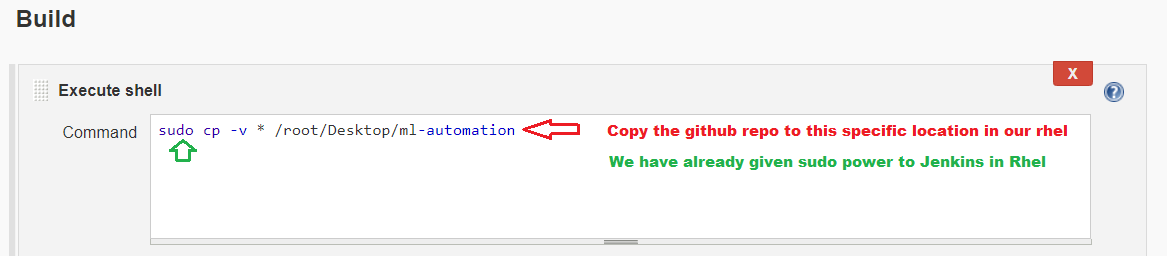 Build
X
Execute shell
?
Command
sudo cp -v * /root/Desktop/ml-automation
Copy the github repo to this specific location in our rhel
We have already given sudo power to Jenkins in Rhel